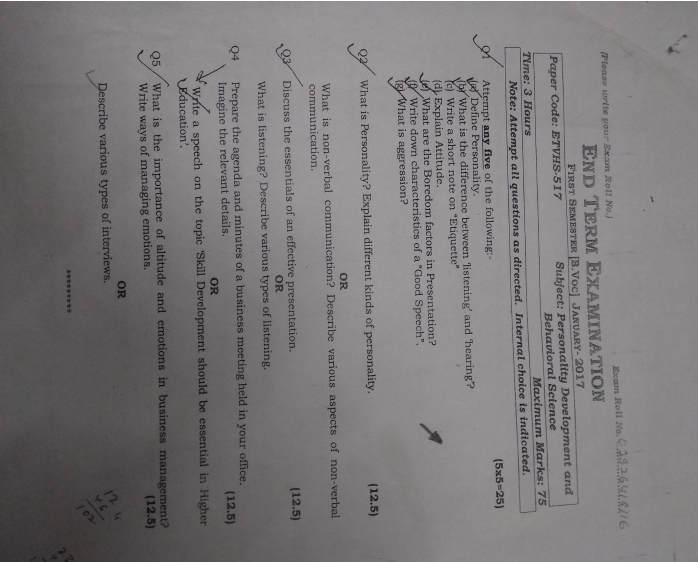 (Please write your Exam Roll No.)
Exam Roll No.
END TERM EXAMINATION
FIRST SEMESTER [B.VOC] JANUARY- 2017
Paper Code: ETVHS-517
Subject: Personality Development and
Behavioral Science
Time: 3 Hours
Maximum Marks: 75
Note: Attempt all questions as directed. Internal choice is indicated.
Q1 Attempt any five of the following:- (5x5=25)
(a) Define Personality.
(b) What is the difference between 'listening' and 'hearing'?
(c) Write a short note on "Etiquette"
(d) Explain Attitude.
(e) What are the Boredom factors in Presentation?
(f) Write down characteristics of a "Good Speech".
(g) What is aggression?
Q2 What is Personality? Explain different kinds of personality. (12.5)
OR
What is non-verbal communication? Describe various aspects of non-verbal
communication.
Q3 Discuss the essentials of an effective presentation. (12.5)
OR
What is listening? Describe various types of listening.
Q4 Prepare the agenda and minutes of a business meeting held in your office.
Imagine the relevant details. (12.5)
OR
Write a speech on the topic 'Skill Development should be essential in Higher
Education'.
Q5 What is the importance of attitude and emotions in business management?
Write ways of managing emotions. (12.5)
OR
Describe various types of interviews.
**********